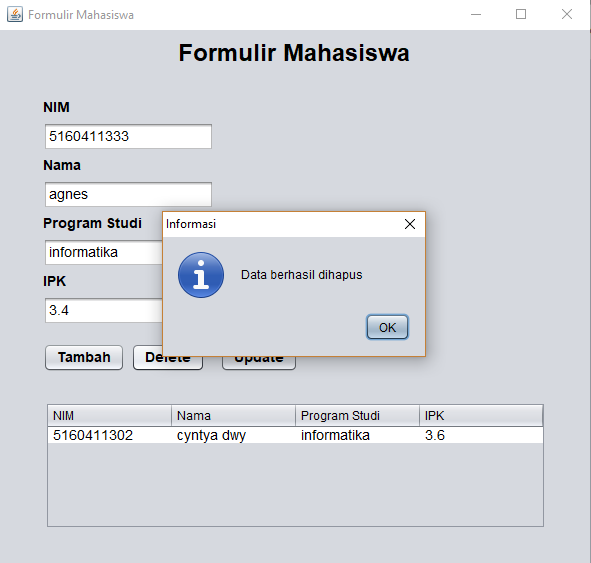 Formulir Mahasiswa
Formulir Mahasiswa
NIM
5160411333
Nama
agnes
Program Studi
informatika
IPK
3.4
Informasi
Data berhasil dihapus
OK
Tambah Delete Update
NIM Nama Program Studi IPK
5160411302 cyntya dwy informatika 3.6